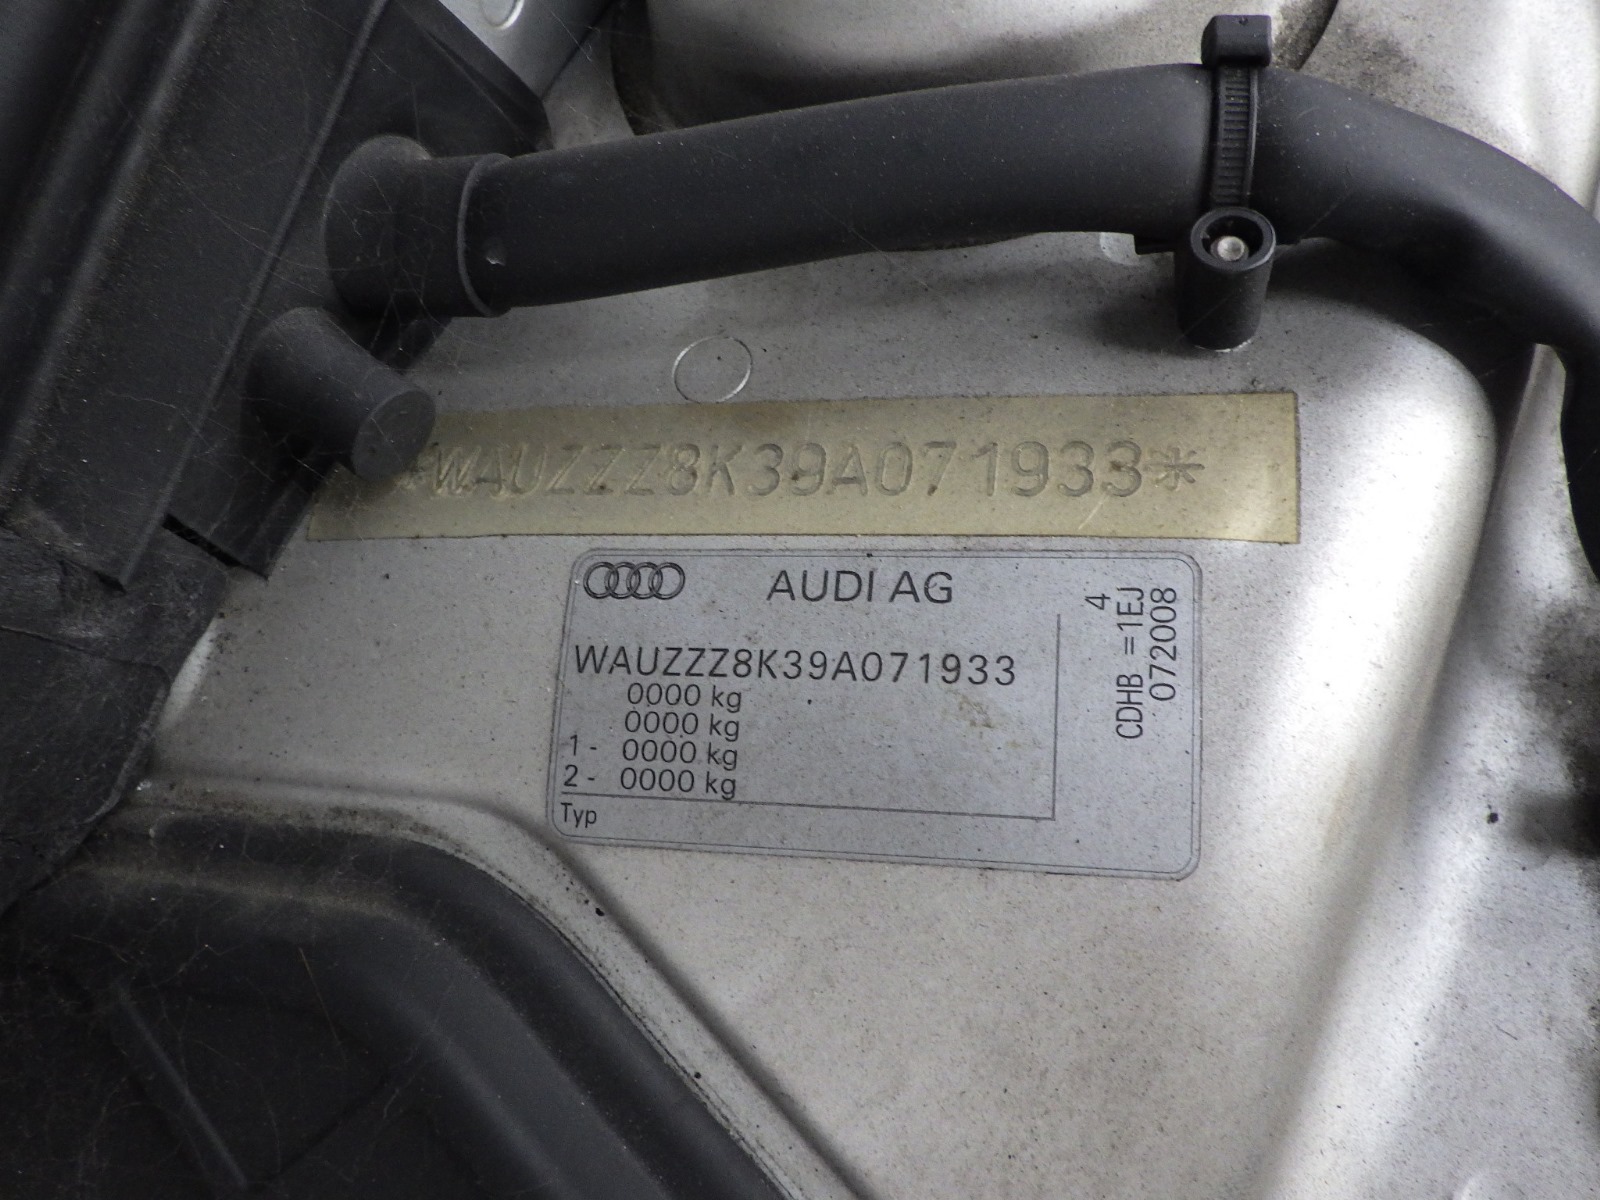 *WAUZZZ8K39A071933*
AUDI AG
WAUZZZ8K39A071933
0000 kg
0000 kg
1- 0000 kg
2- 0000 kg
Typ
4
CDHB =1EJ
072008